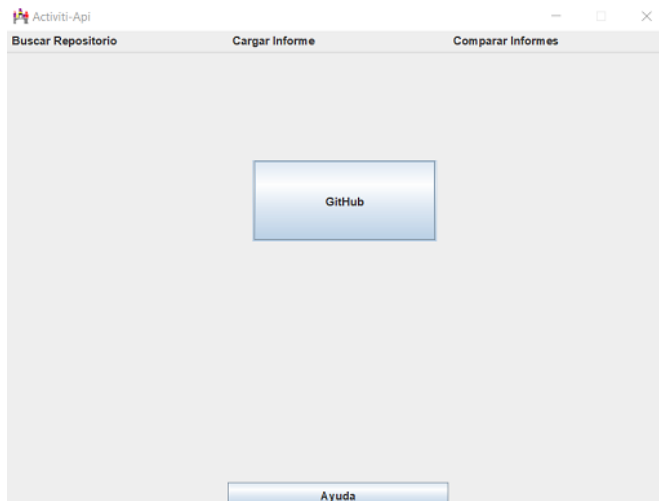 Activiti-Api
Buscar Repositorio Cargar Informe Comparar Informes
GitHub
Ayuda